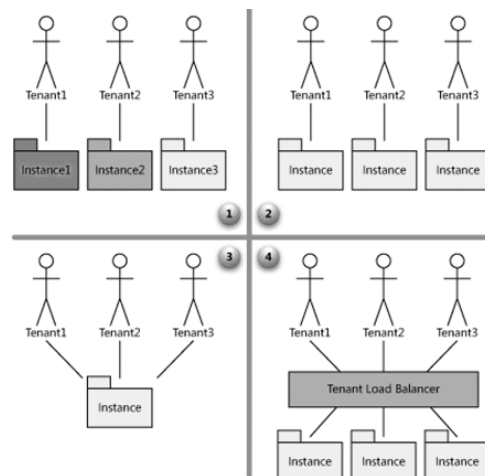 Tenant1 Tenant2 Tenant3
Instance1 Instance2 Instance3
1
Tenant1 Tenant2 Tenant3
Instance Instance Instance
2
3
Tenant1 Tenant2 Tenant3
Instance
4
Tenant1 Tenant2 Tenant3
Tenant Load Balancer
Instance Instance Instance